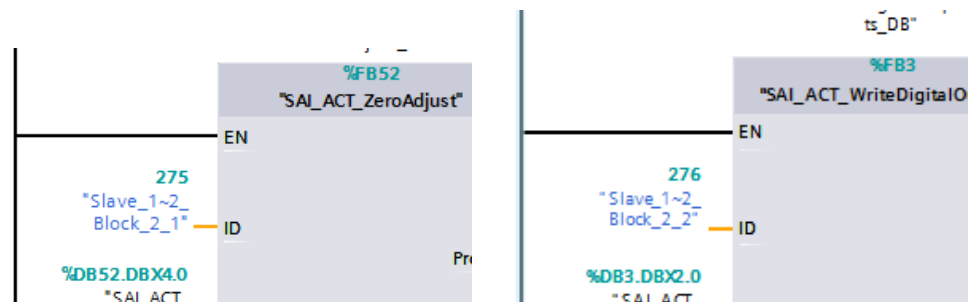 %FB52
"SAI_ACT_ZeroAdjust"
EN
275
"Slave_1~2_
Block_2_1"
ID
%DB52.DBX4.0
"SAI_ACT_
ts_DB"
%FB3
"SAI_ACT_WriteDigitalO
EN
276
"Slave_1~2_
Block_2_2"
ID
%DB3.DBX2.0
"SAI_ACT_